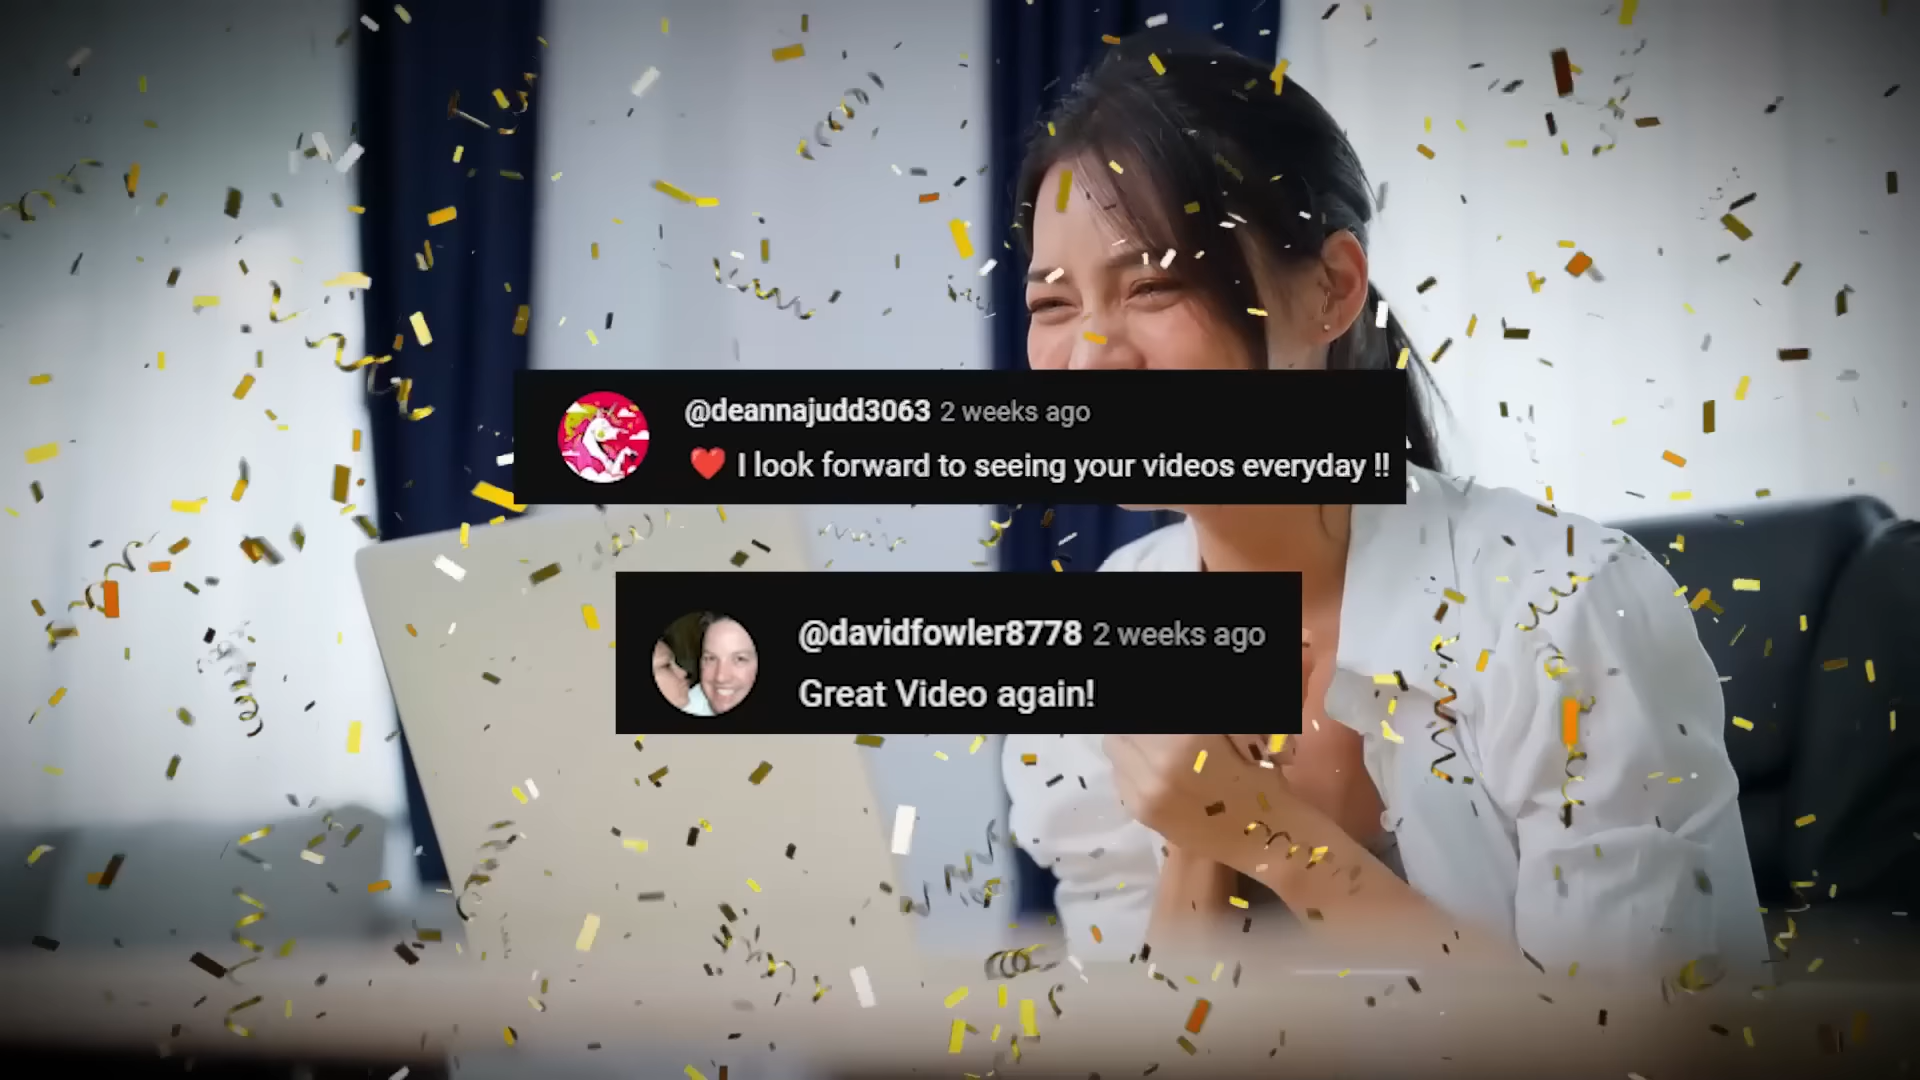 @deannajudd3063 2 weeks ago
❤️ I look forward to seeing your videos everyday !!
@davidfowler8778 2 weeks ago
Great Video again!